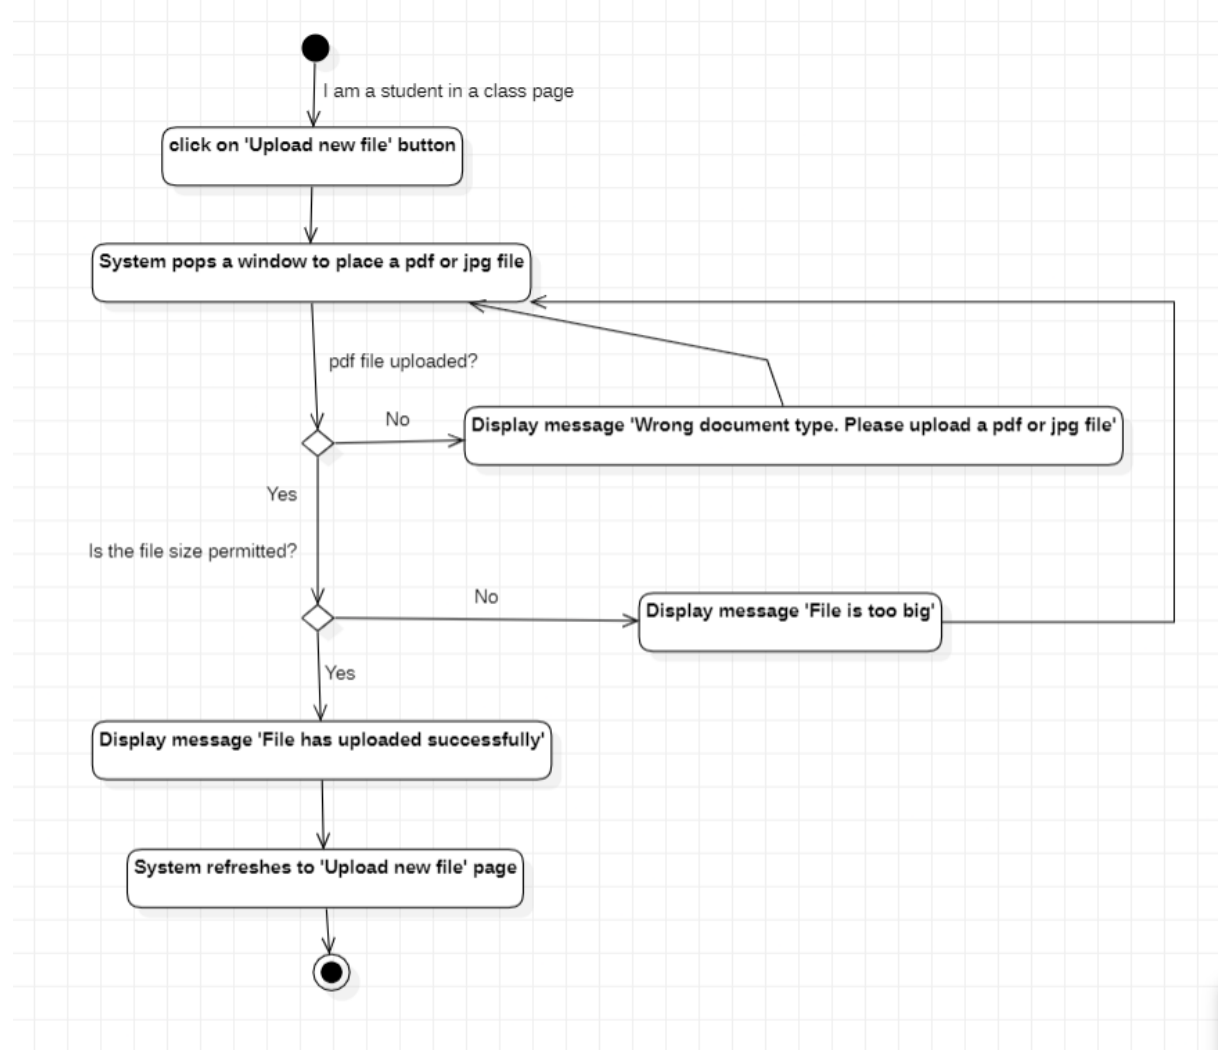 I am a student in a class page
click on 'Upload new file' button
System pops a window to place a pdf or jpg file
pdf file uploaded?
No
Display message 'Wrong document type. Please upload a pdf or jpg file'
Yes
Is the file size permitted?
No
Display message 'File is too big'
Yes
Display message 'File has uploaded successfully'
System refreshes to 'Upload new file' page